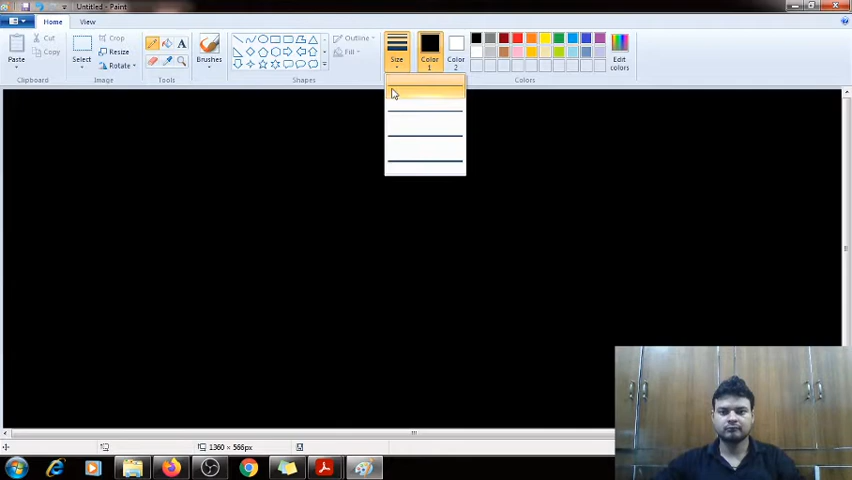 Untitled - Paint
Home View
Paste
Cut
Copy
Clipboard
Select
Crop
Resize
Rotate
Image
A
Tools
Brushes
Shapes
Outline
Fill
Size
Color 1
Color 2
Colors
Edit colors
1360 × 566px